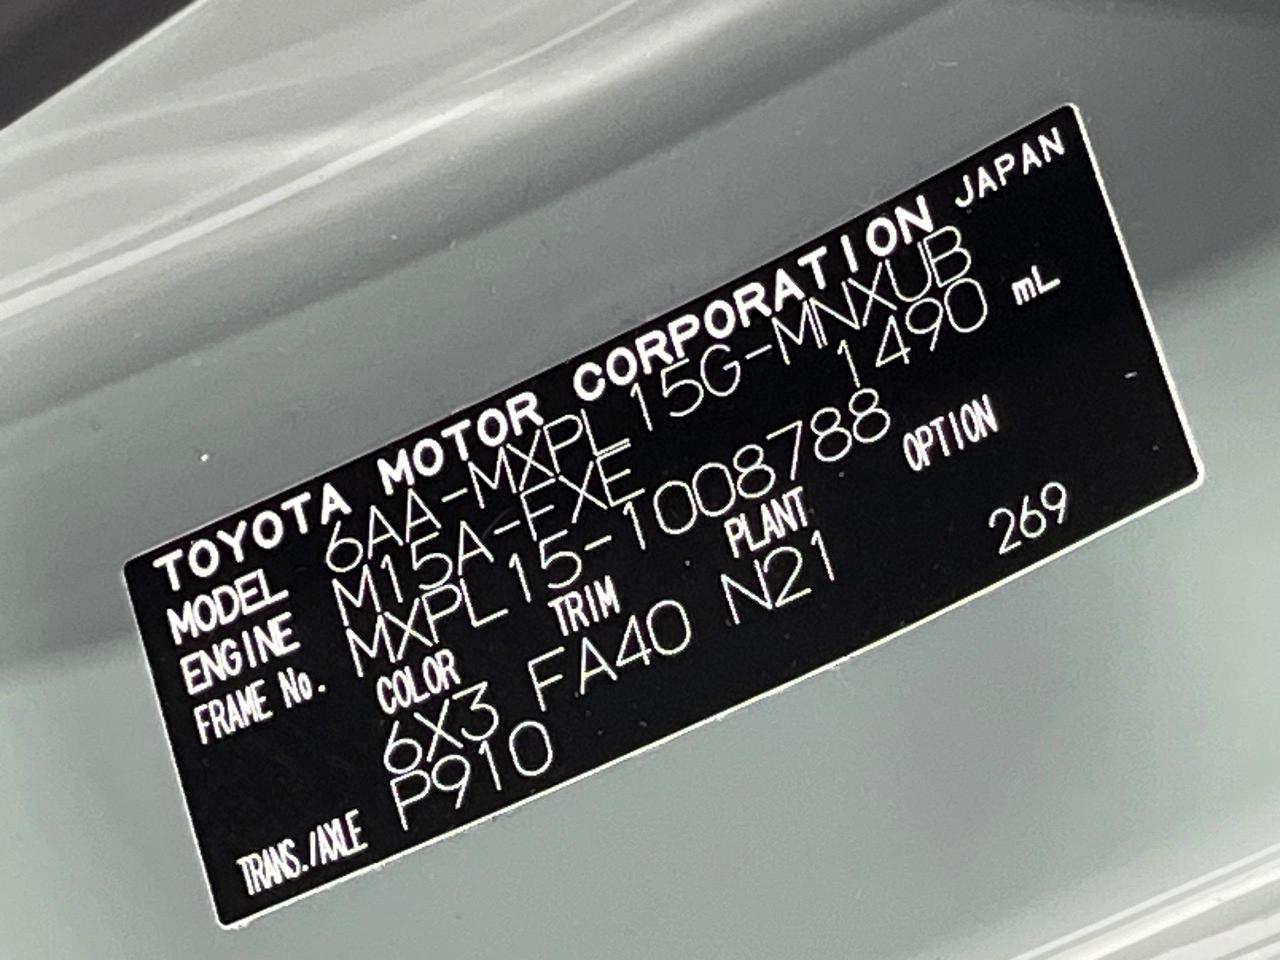 TOYOTA MOTOR CORPORATION JAPAN
MODEL 6AA-MXPL15G-MNXUB
ENGINE M15A-FXE 1490 mL
FRAME No. MXPL15-1008788
COLOR TRIM PLANT OPTION
6X3 FA40 N21 269
TRANS./AXLE P910